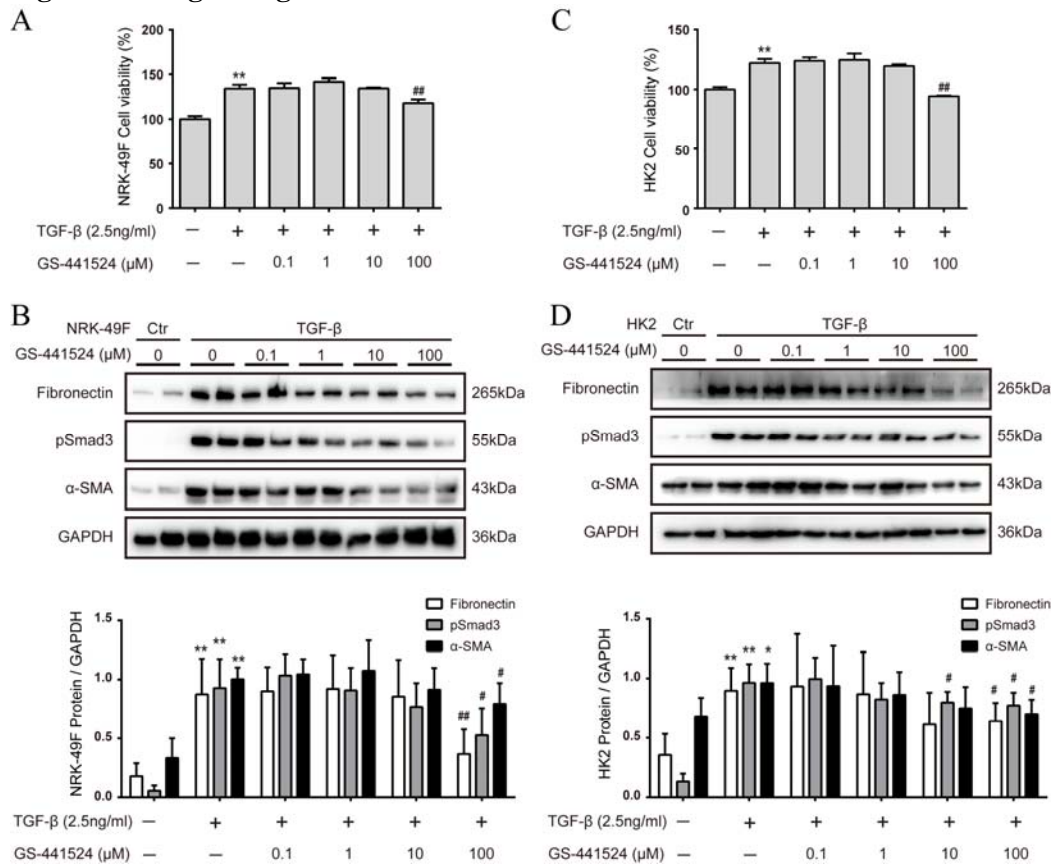 A
NRK-49F Cell viability (%)
200
150
100
50
0
**
##
TGF-β (2.5ng/ml) — + + + + +
GS-441524 (μM) — — 0.1 1 10 100
C
HK2 Cell viability (%)
150
100
50
0
**
##
TGF-β (2.5ng/ml) — + + + + +
GS-441524 (μM) — — 0.1 1 10 100
B
NRK-49F Ctr TGF-β
GS-441524 (μM) 0 0 0.1 1 10 100
Fibronectin 265kDa
pSmad3 55kDa
α-SMA 43kDa
GAPDH 36kDa
NRK-49F Protein / GAPDH
1.5
1.0
0.5
0.0
Fibronectin
pSmad3
α-SMA
** ** ** ## # #
TGF-β (2.5ng/ml) — + + + + +
GS-441524 (μM) — — 0.1 1 10 100
D
HK2 Ctr TGF-β
GS-441524 (μM) 0 0 0.1 1 10 100
Fibronectin 265kDa
pSmad3 55kDa
α-SMA 43kDa
GAPDH 36kDa
HK2 Protein / GAPDH
1.5
1.0
0.5
0.0
Fibronectin
pSmad3
α-SMA
** ** * # # # #
TGF-β (2.5ng/ml) — + + + + +
GS-441524 (μM) — — 0.1 1 10 100